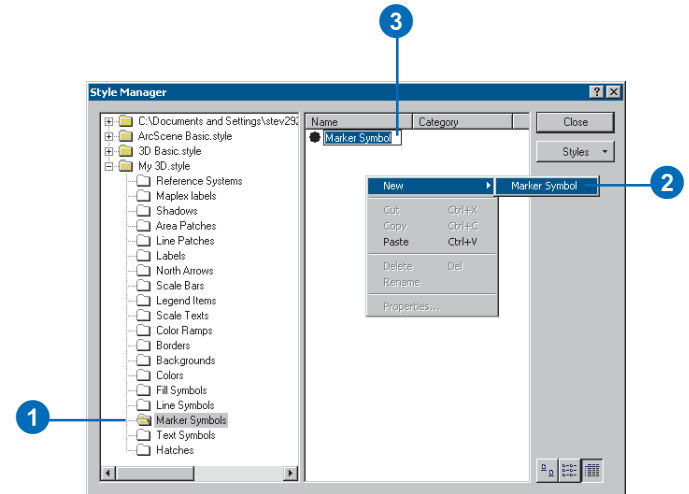 3
Style Manager
C:\Documents and Settings\stev292
ArcScene Basic.style
3D Basic.style
My 3D.style
Reference Systems
Maplex labels
Shadows
Area Patches
Line Patches
Labels
North Arrows
Scale Bars
Legend Items
Scale Texts
Color Ramps
Borders
Backgrounds
Colors
Fill Symbols
Line Symbols
Marker Symbols
Text Symbols
Hatches
Name Category
Marker Symbol
New
Marker Symbol
Cut Ctrl+X
Copy Ctrl+C
Paste Ctrl+V
Delete Del
Rename
Properties...
Close
Styles
2
1